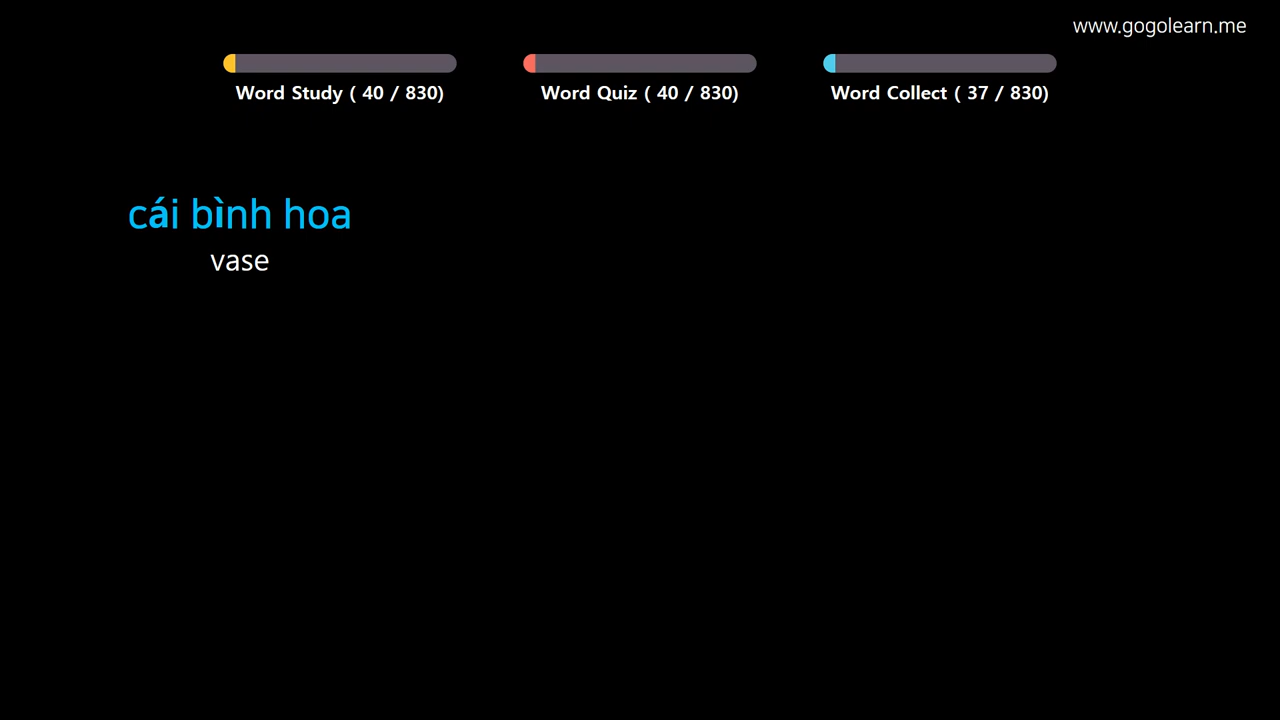 www.gogolearn.me
Word Study ( 40 / 830)
Word Quiz ( 40 / 830)
Word Collect ( 37 / 830)
cái bình hoa
vase